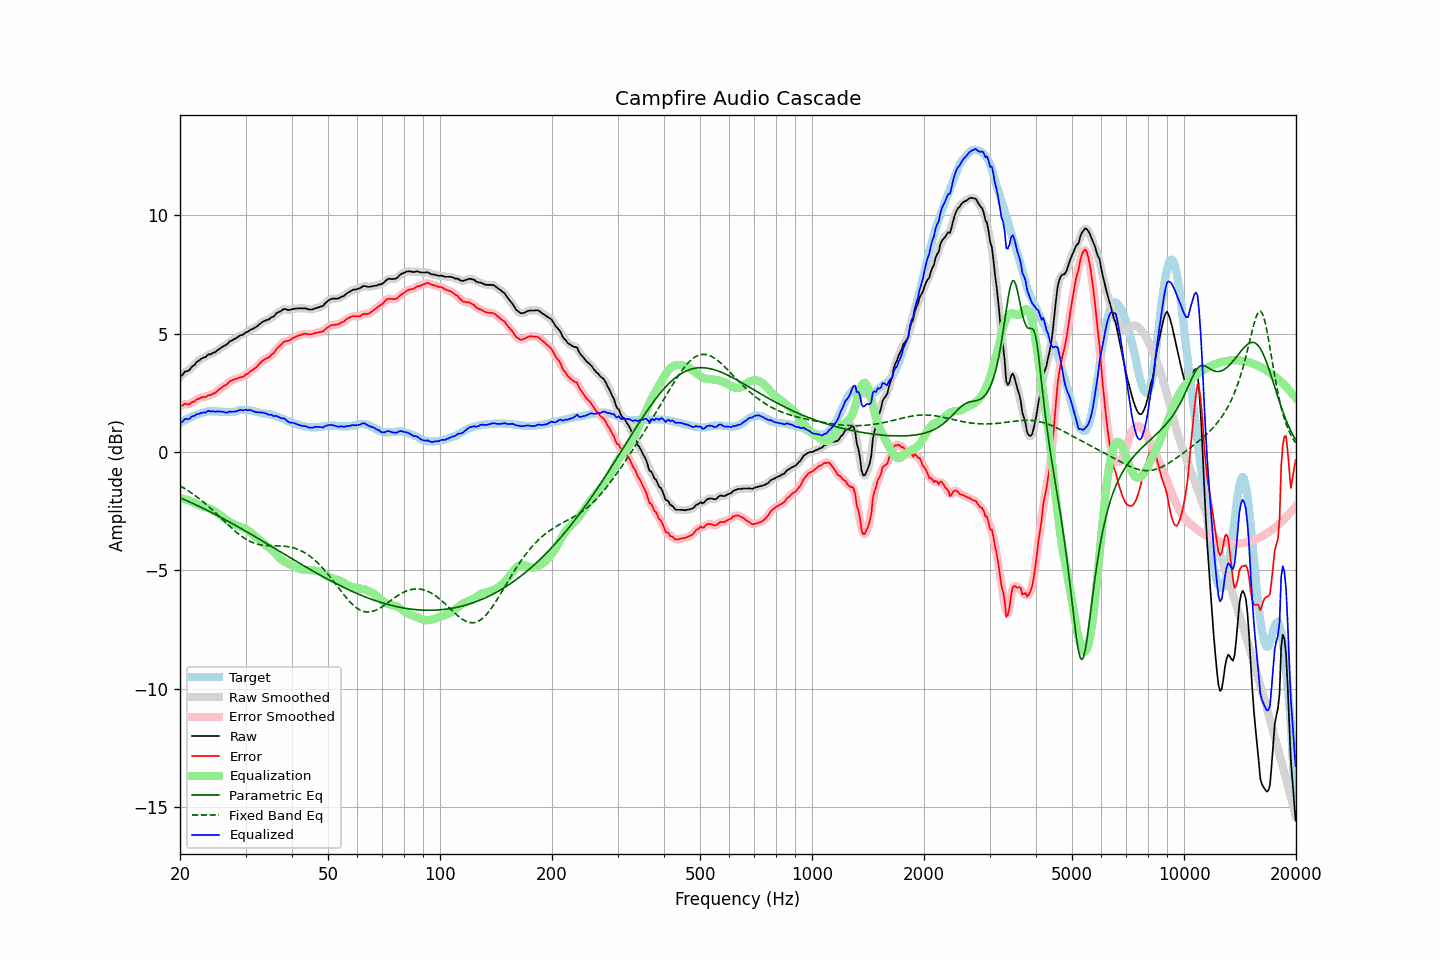 Campfire Audio Cascade
Amplitude (dBr)
10
5
0
−5
−10
−15
Target
Raw Smoothed
Error Smoothed
Raw
Error
Equalization
Parametric Eq
Fixed Band Eq
Equalized
20 50 100 200 500 1000 2000 5000 10000 20000
Frequency (Hz)